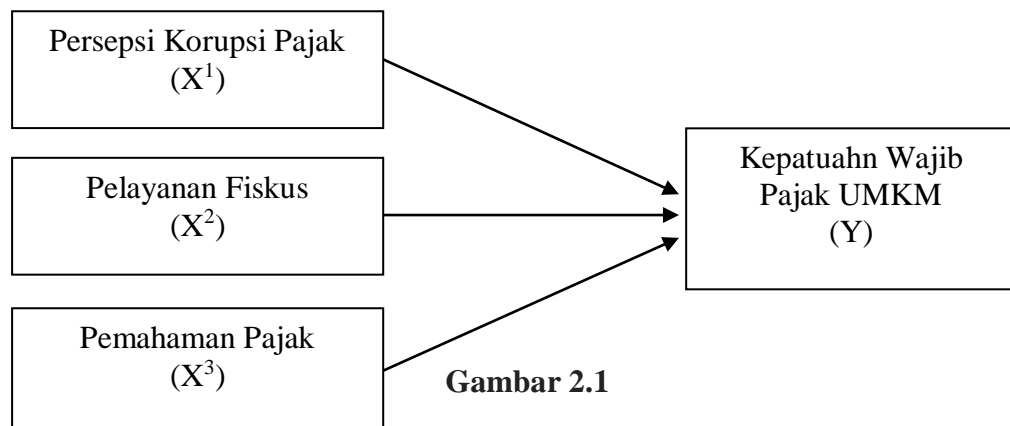 Persepsi Korupsi Pajak
(X¹)
Pelayanan Fiskus
(X²)
Pemahaman Pajak
(X³)
Kepatuahn Wajib
Pajak UMKM
(Y)
Gambar 2.1